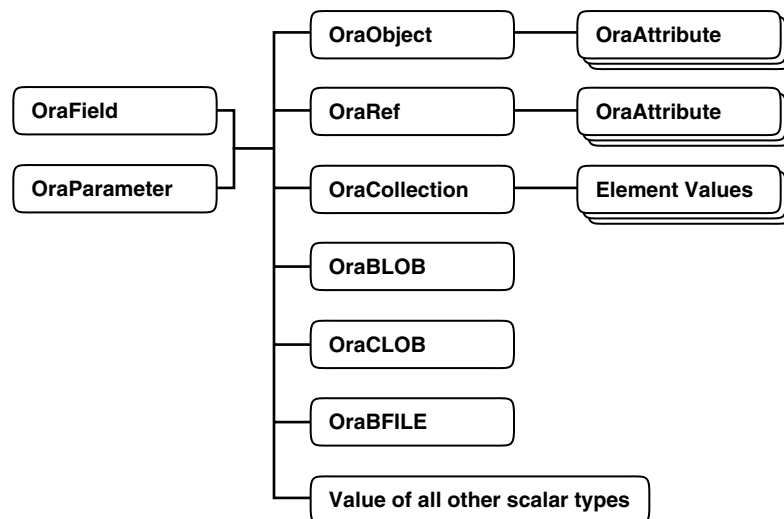 OraObject
OraAttribute
OraField
OraRef
OraAttribute
OraParameter
OraCollection
Element Values
OraBLOB
OraCLOB
OraBFILE
Value of all other scalar types